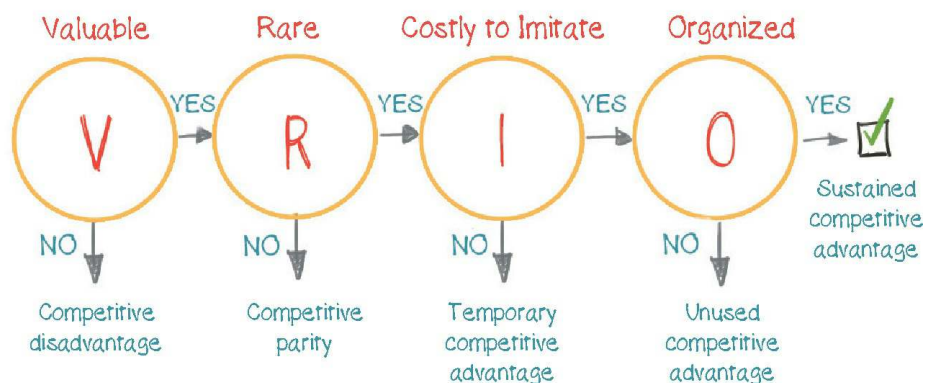 Valuable
Rare
Costly to Imitate
Organized
V
YES
R
YES
I
YES
O
YES
NO
NO
NO
NO
Sustained
competitive
advantage
Competitive
disadvantage
Competitive
parity
Temporary
competitive
advantage
Unused
competitive
advantage